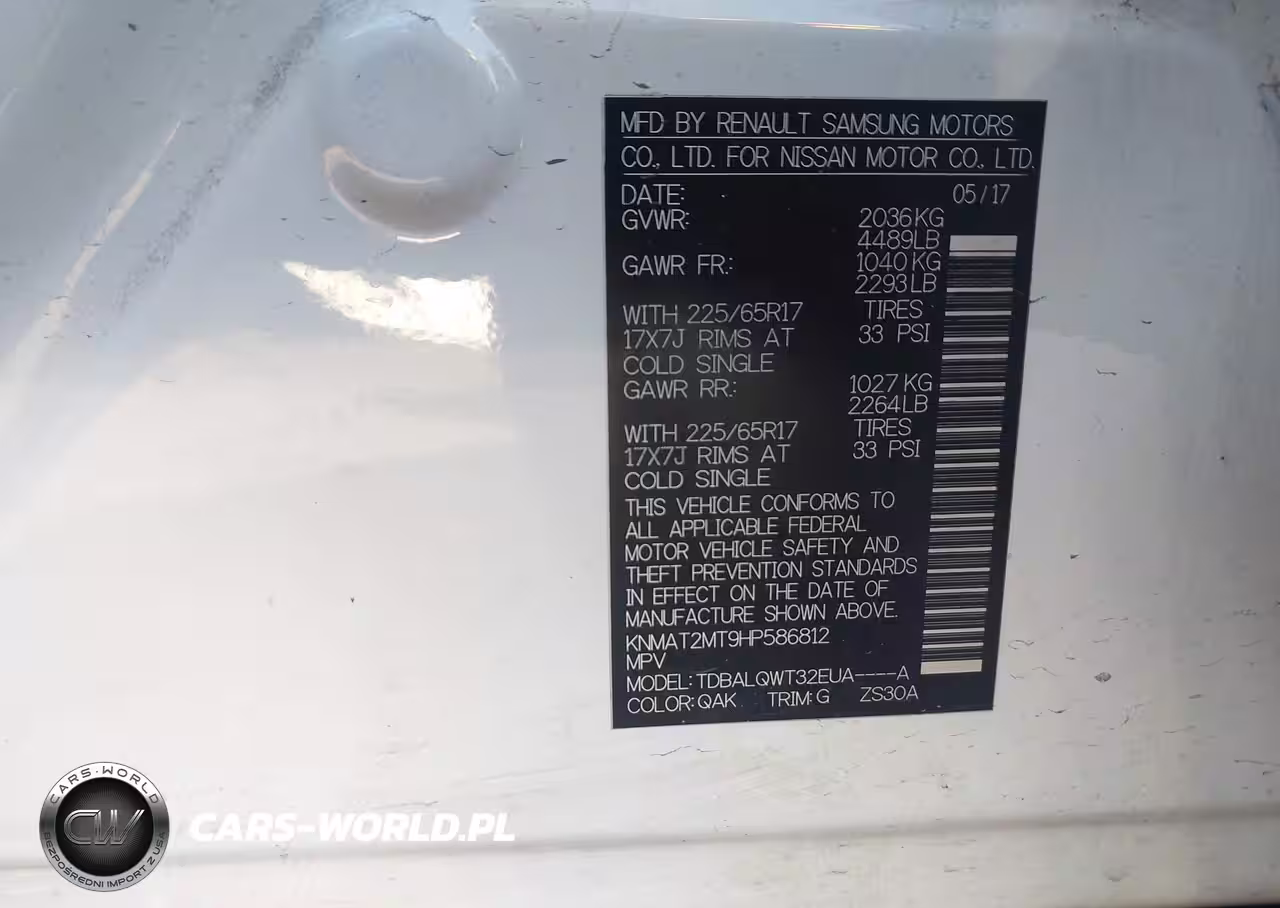 MFD BY RENAULT SAMSUNG MOTORS
CO., LTD. FOR NISSAN MOTOR CO., LTD.
DATE: 05/17
GVWR: 2036KG
4489LB
GAWR FR.: 1040KG
2293LB
WITH 225/65R17 TIRES
17X7J RIMS AT 33 PSI
COLD SINGLE
GAWR RR.: 1027KG
2264LB
WITH 225/65R17 TIRES
17X7J RIMS AT 33 PSI
COLD SINGLE
THIS VEHICLE CONFORMS TO
ALL APPLICABLE FEDERAL
MOTOR VEHICLE SAFETY AND
THEFT PREVENTION STANDARDS
IN EFFECT ON THE DATE OF
MANUFACTURE SHOWN ABOVE.
KNMAT2MT9HP586812
MPV
MODEL: TDBALQWT32EUA----A
COLOR: QAK TRIM: G ZS30A
CARS-WORLD
CW
BEZPOŚREDNI IMPORT Z USA
CARS-WORLD.PL